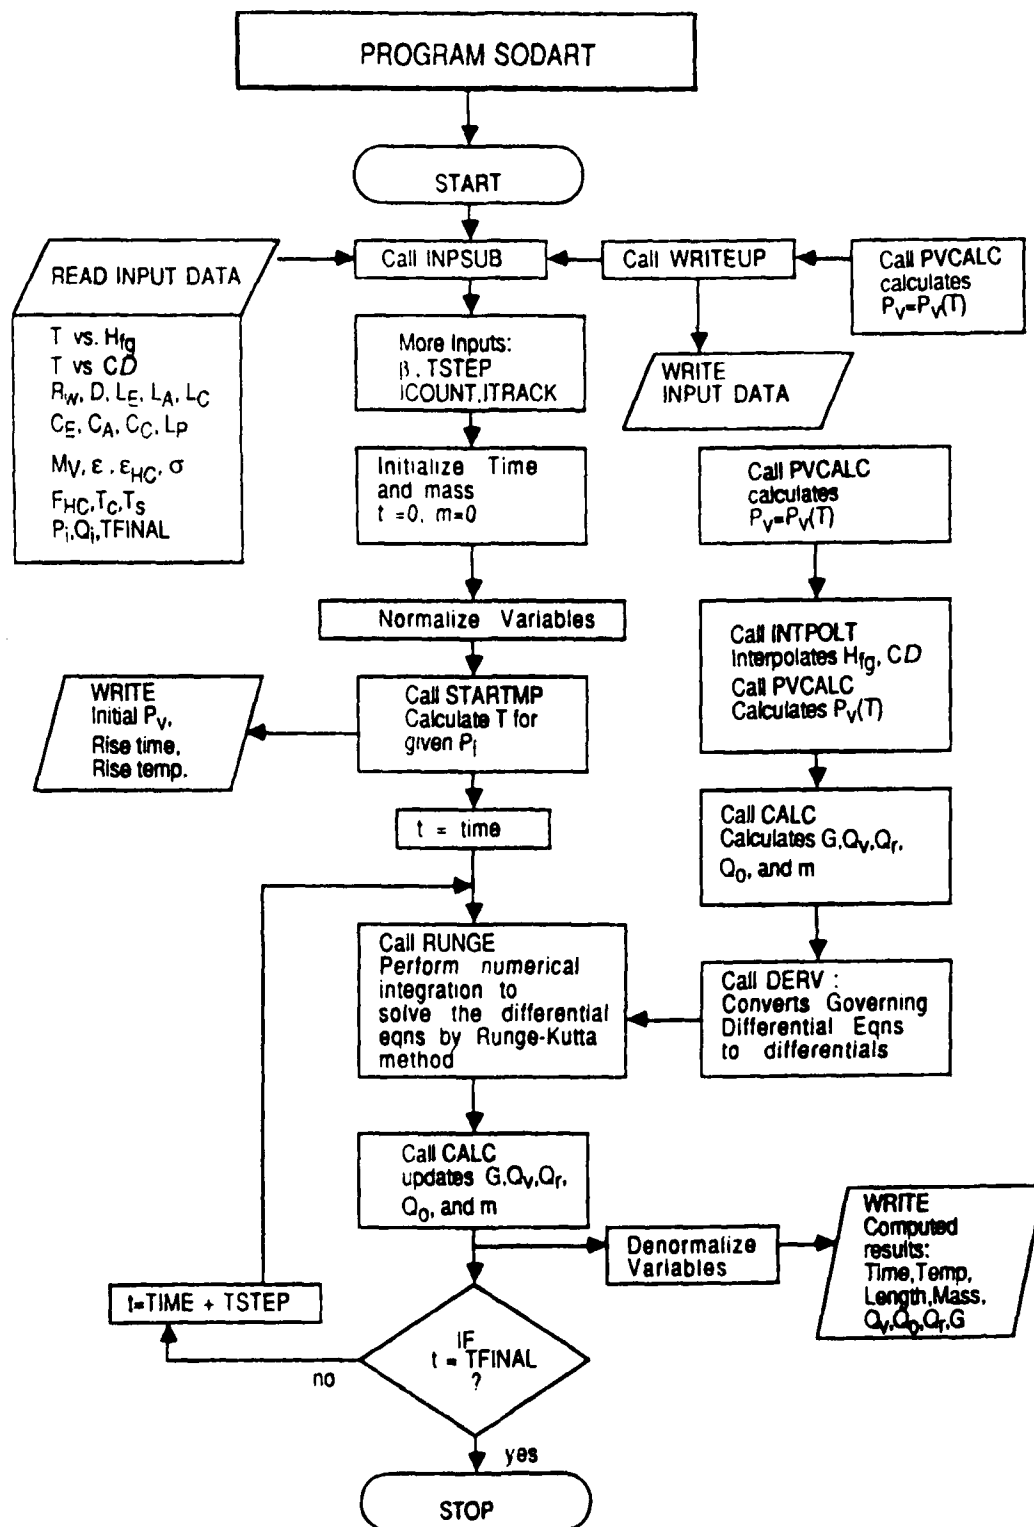 PROGRAM SODART
START
READ INPUT DATA
T vs. Hfg
T vs CD
RW, D, LE, LA, LC
CE, CA, CC, LP
MV, ε, εHC, σ
FHC,TC,TS
Pi,Qi,TFINAL
Call INPSUB
Call WRITEUP
Call PVCALC
calculates
PV=PV(T)
WRITE
INPUT DATA
More Inputs:
β, TSTEP
ICOUNT,ITRACK
Initialize Time
and mass
t =0, m=0
Normalize Variables
Call STARTMP
Calculate T for
given Pi
WRITE
Initial PV,
Rise time,
Rise temp.
t = time
Call PVCALC
calculates
PV=PV(T)
Call INTPOLT
Interpolates Hfg, CD
Call PVCALC
Calculates PV(T)
Call CALC
Calculates G,QV,Qr,
Qo, and m
Call DERV :
Converts Governing
Differential Eqns
to differentials
Call RUNGE
Perform numerical
integration to
solve the differential
eqns by Runge-Kutta
method
Call CALC
updates G,QV,Qr,
Qo, and m
Denormalize
Variables
WRITE
Computed
results:
Time,Temp,
Length,Mass,
QV,Qo,Qr,G
t=TIME + TSTEP
IF
t = TFINAL
?
no
yes
STOP